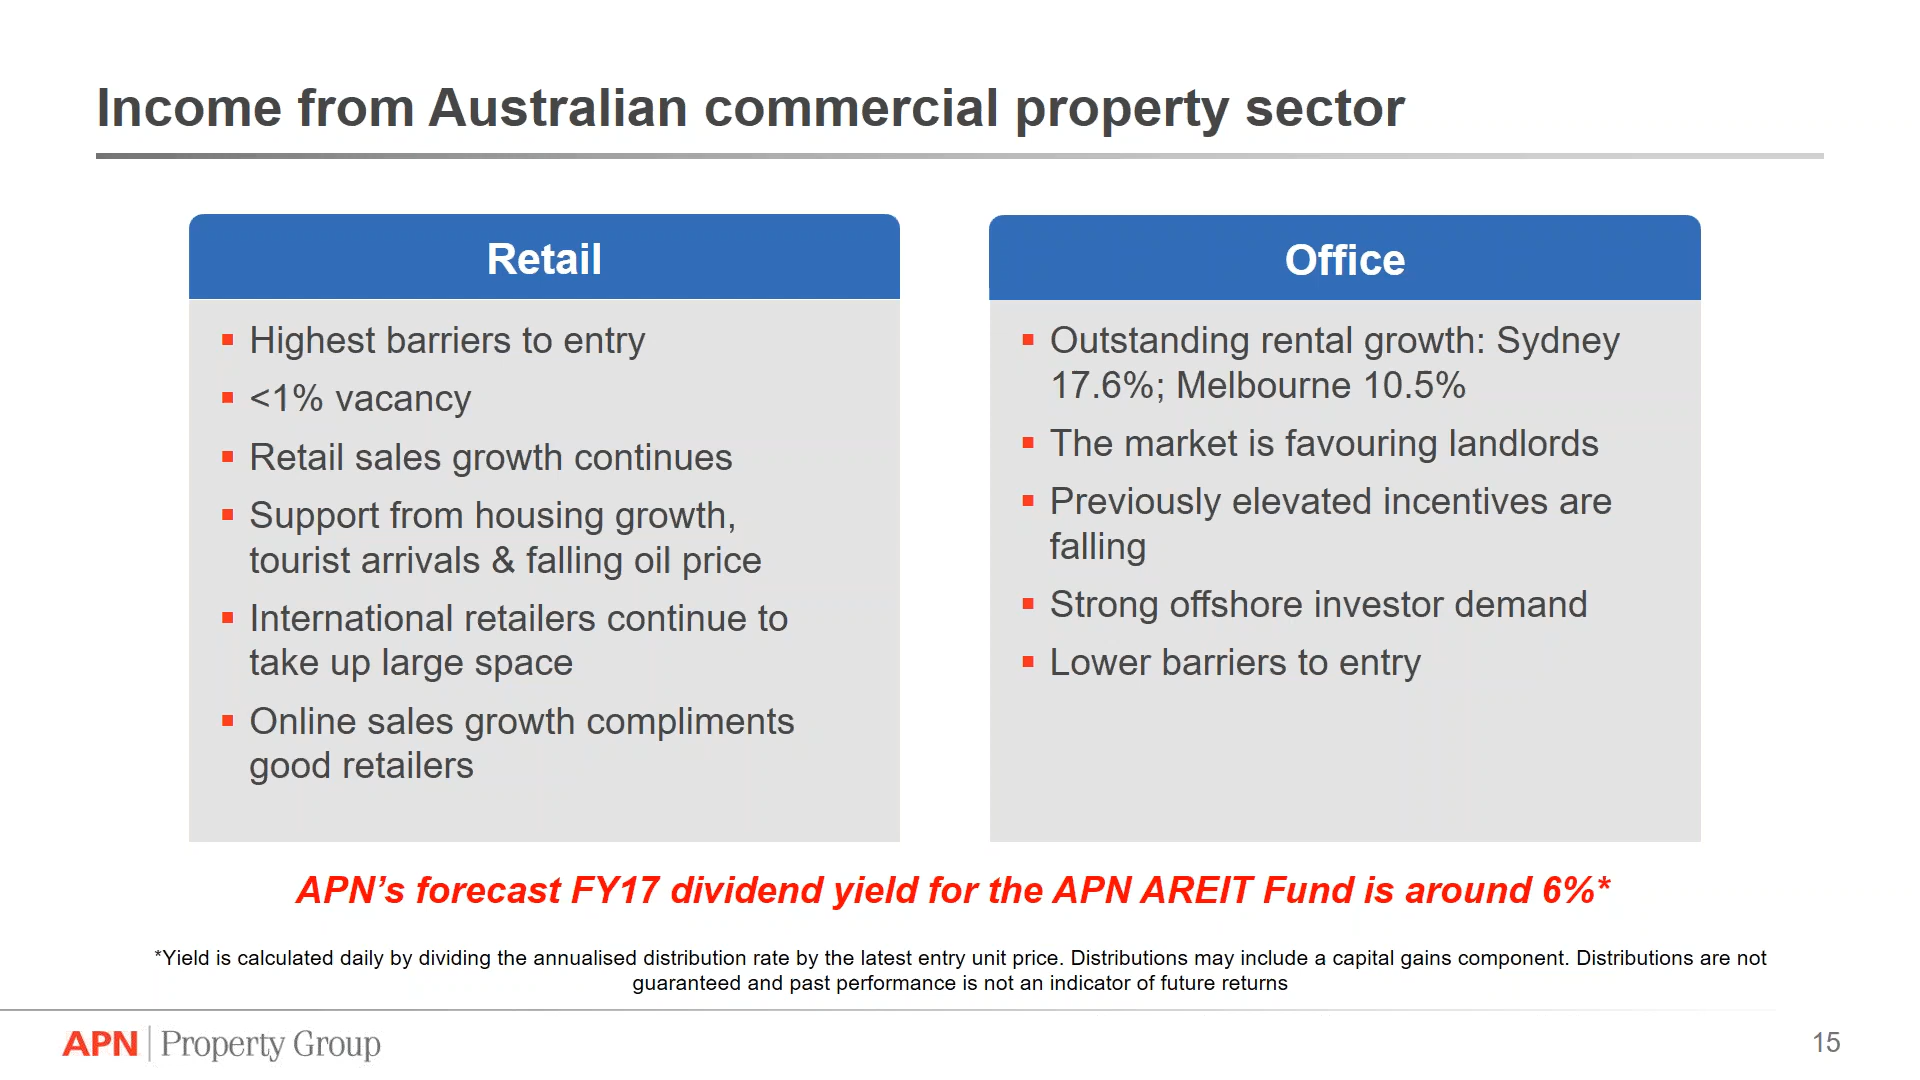 Income from Australian commercial property sector
Retail
Highest barriers to entry
<1% vacancy
Retail sales growth continues
Support from housing growth,
tourist arrivals & falling oil price
International retailers continue to
take up large space
Online sales growth compliments
good retailers
Office
Outstanding rental growth: Sydney
17.6%; Melbourne 10.5%
The market is favouring landlords
Previously elevated incentives are
falling
Strong offshore investor demand
Lower barriers to entry
APN’s forecast FY17 dividend yield for the APN AREIT Fund is around 6%*
*Yield is calculated daily by dividing the annualised distribution rate by the latest entry unit price. Distributions may include a capital gains component. Distributions are not
guaranteed and past performance is not an indicator of future returns
APN Property Group
15